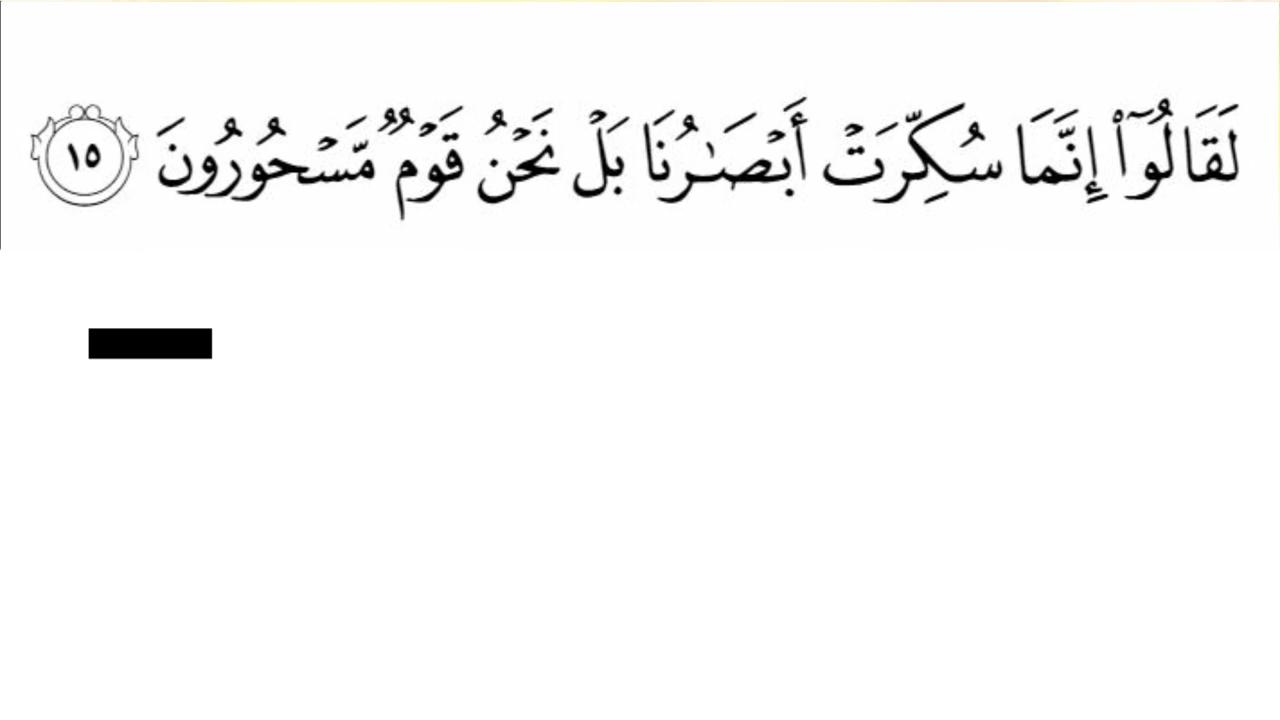 لَقَالُوٓا۟ إِنَّمَا سُكِّرَتْ أَبْصَـٰرُنَا بَلْ نَحْنُ قَوْمٌ مَّسْحُورُونَ ١٥